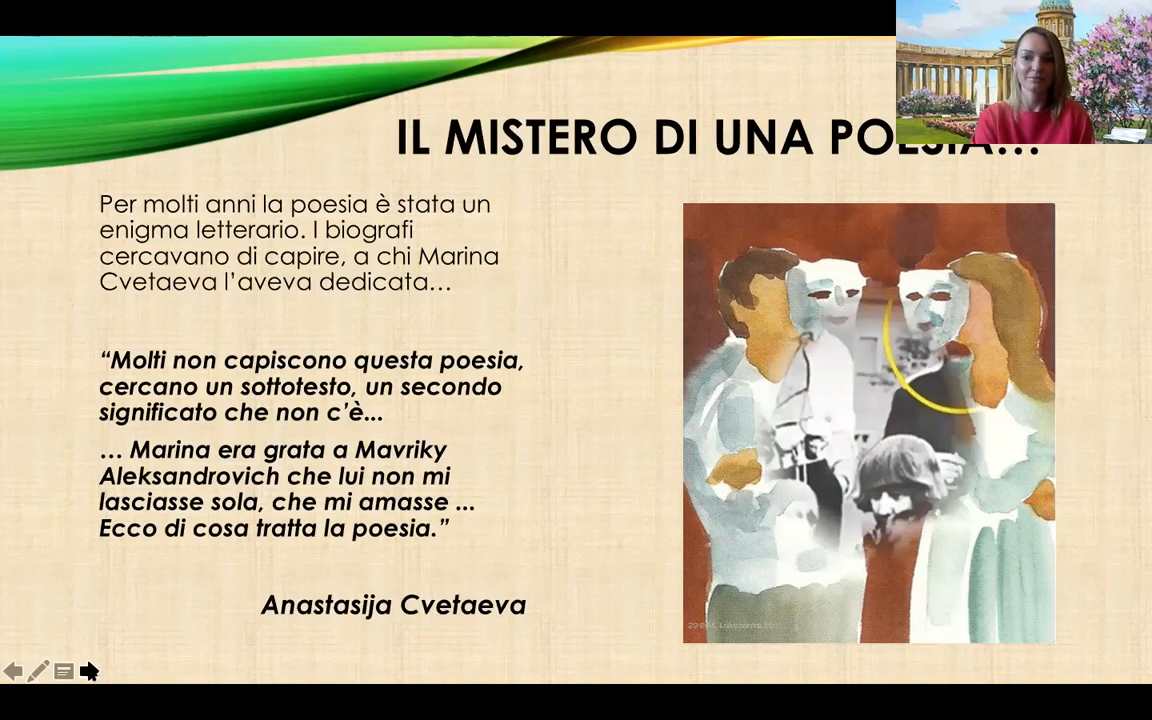 IL MISTERO DI UNA POESIA...
Per molti anni la poesia è stata un
enigma letterario. I biografi
cercavano di capire, a chi Marina
Cvetaeva l’aveva dedicata…
“Molti non capiscono questa poesia,
cercano un sottotesto, un secondo
significato che non c’è...
… Marina era grata a Mavriky
Aleksandrovich che lui non mi
lasciasse sola, che mi amasse ...
Ecco di cosa tratta la poesia.”
Anastasija Cvetaeva